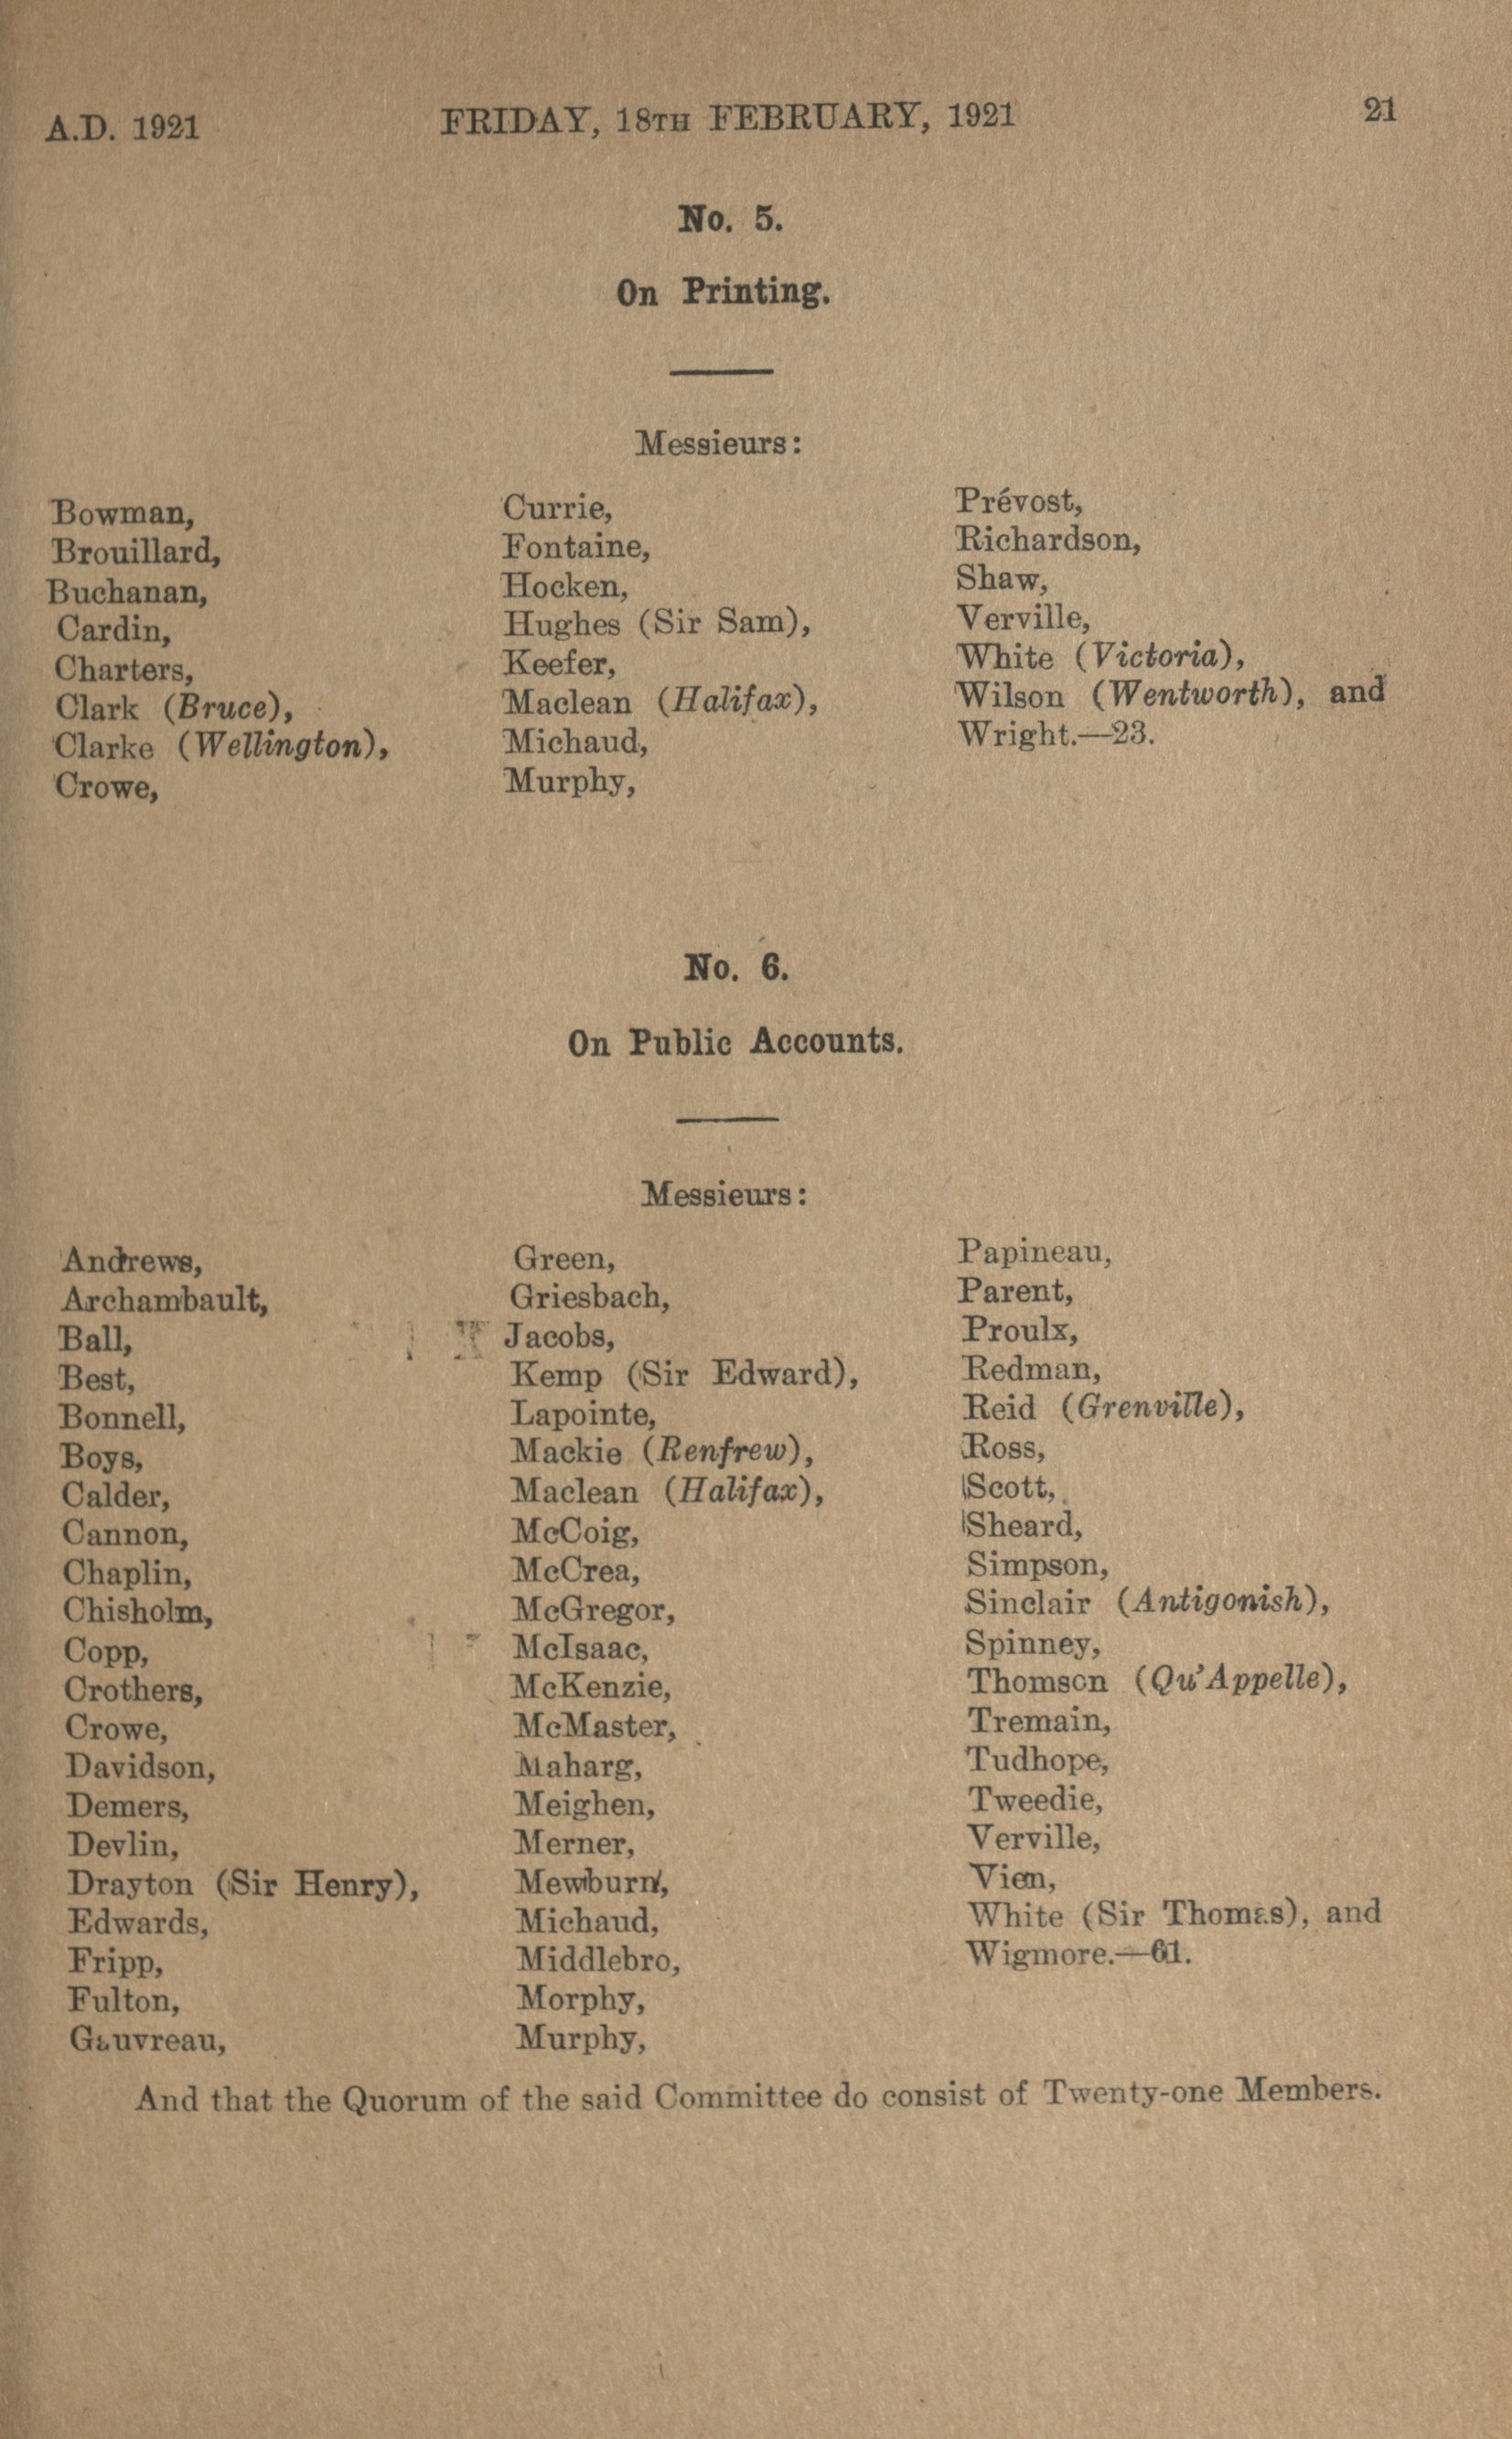 A.D. 1921 FRIDAY, 18TH FEBRUARY, 1921 21
No. 5.
On Printing.
Messieurs:
Bowman,
Brouillard,
Buchanan,
Cardin,
Charters,
Clark (Bruce),
Clarke (Wellington),
Crowe,
Currie,
Fontaine,
Hocken,
Hughes (Sir Sam),
Keefer,
Maclean (Halifax),
Michaud,
Murphy,
Prévost,
Richardson,
Shaw,
Verville,
White (Victoria),
Wilson (Wentworth), and
Wright.—23.
No. 6.
On Public Accounts.
Messieurs:
Andrews,
Archambault,
Ball,
Best,
Bonnell,
Boys,
Calder,
Cannon,
Chaplin,
Chisholm,
Copp,
Crothers,
Crowe,
Davidson,
Demers,
Devlin,
Drayton (Sir Henry),
Edwards,
Fripp,
Fulton,
Gauvreau,
Green,
Griesbach,
Jacobs,
Kemp (Sir Edward),
Lapointe,
Mackie (Renfrew),
Maclean (Halifax),
McCoig,
McCrea,
McGregor,
McIsaac,
McKenzie,
McMaster,
Maharg,
Meighen,
Merner,
Mewburn,
Michaud,
Middlebro,
Morphy,
Murphy,
Papineau,
Parent,
Proulx,
Redman,
Reid (Grenville),
Ross,
Scott,
Sheard,
Simpson,
Sinclair (Antigonish),
Spinney,
Thomson (Qu'Appelle),
Tremain,
Tudhope,
Tweedie,
Verville,
Vien,
White (Sir Thomas), and
Wigmore.—61.
And that the Quorum of the said Committee do consist of Twenty-one Members.